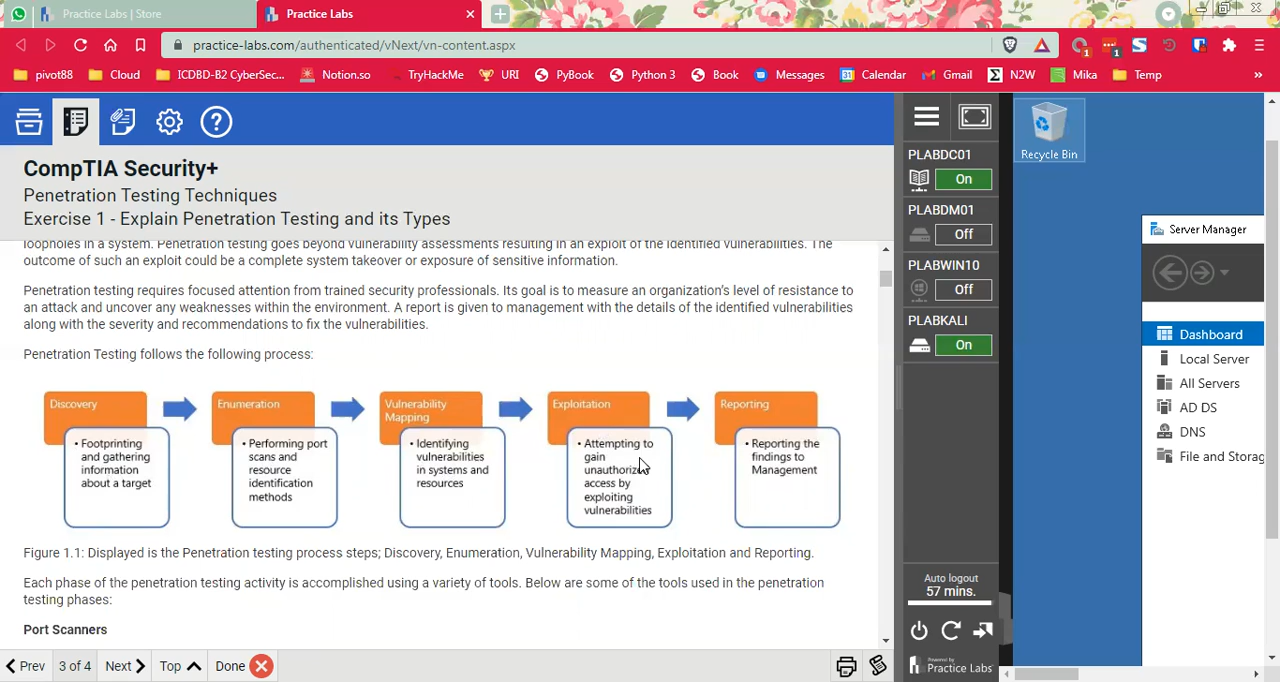 Practice Labs | Store
Practice Labs
practice-labs.com/authenticated/vNext/vn-content.aspx
1
1
pivot88
Cloud
ICDBD-B2 CyberSec...
Notion.so
TryHackMe
URI
PyBook
Python 3
Book
Messages
31
Calendar
Gmail
N2W
Mika
Temp
»
CompTIA Security+
Penetration Testing Techniques
Exercise 1 - Explain Penetration Testing and its Types
loopholes in a system. Penetration testing goes beyond vulnerability assessments resulting in an exploit of the identified vulnerabilities. The
outcome of such an exploit could be a complete system takeover or exposure of sensitive information.
Penetration testing requires focused attention from trained security professionals. Its goal is to measure an organization's level of resistance to
an attack and uncover any weaknesses within the environment. A report is given to management with the details of the identified vulnerabilities
along with the severity and recommendations to fix the vulnerabilities.
Penetration Testing follows the following process:
Discovery
• Footprinting
and gathering
information
about a target
Enumeration
• Performing port
scans and
resource
identification
methods
Vulnerability
Mapping
• Identifying
vulnerabilities
in systems and
resources
Exploitation
• Attempting to
gain
unauthorized
access by
exploiting
vulnerabilities
Reporting
• Reporting the
findings to
Management
Figure 1.1: Displayed is the Penetration testing process steps; Discovery, Enumeration, Vulnerability Mapping, Exploitation and Reporting.
Each phase of the penetration testing activity is accomplished using a variety of tools. Below are some of the tools used in the penetration
testing phases:
Port Scanners
Prev
3 of 4
Next
Top
Done
PLABDC01
On
PLABDM01
Off
PLABWIN10
Off
PLABKALI
On
Auto logout
57 mins.
Powered by
Practice Labs
Recycle Bin
Server Manager
Dashboard
Local Server
All Servers
AD DS
DNS
File and Storag